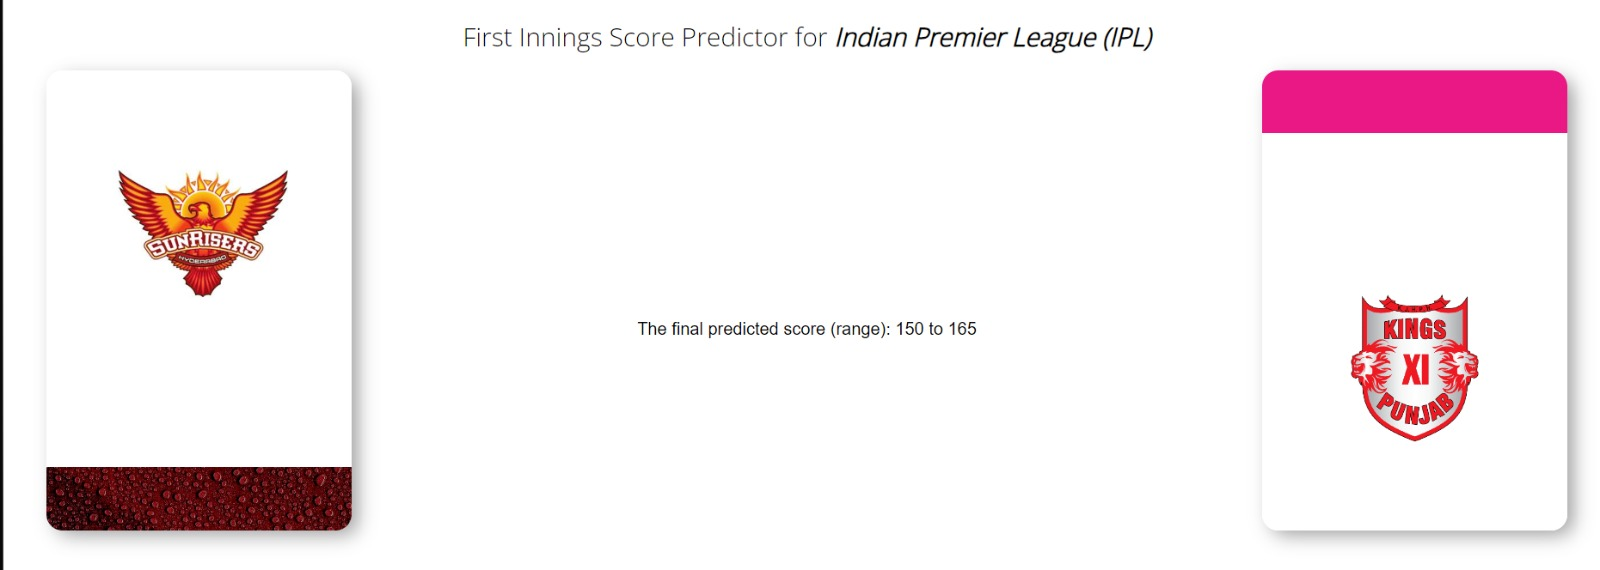 First Innings Score Predictor for Indian Premier League (IPL)
SUNRISERS
HYDERABAD
The final predicted score (range): 150 to 165
KINGS
XI
PUNJAB